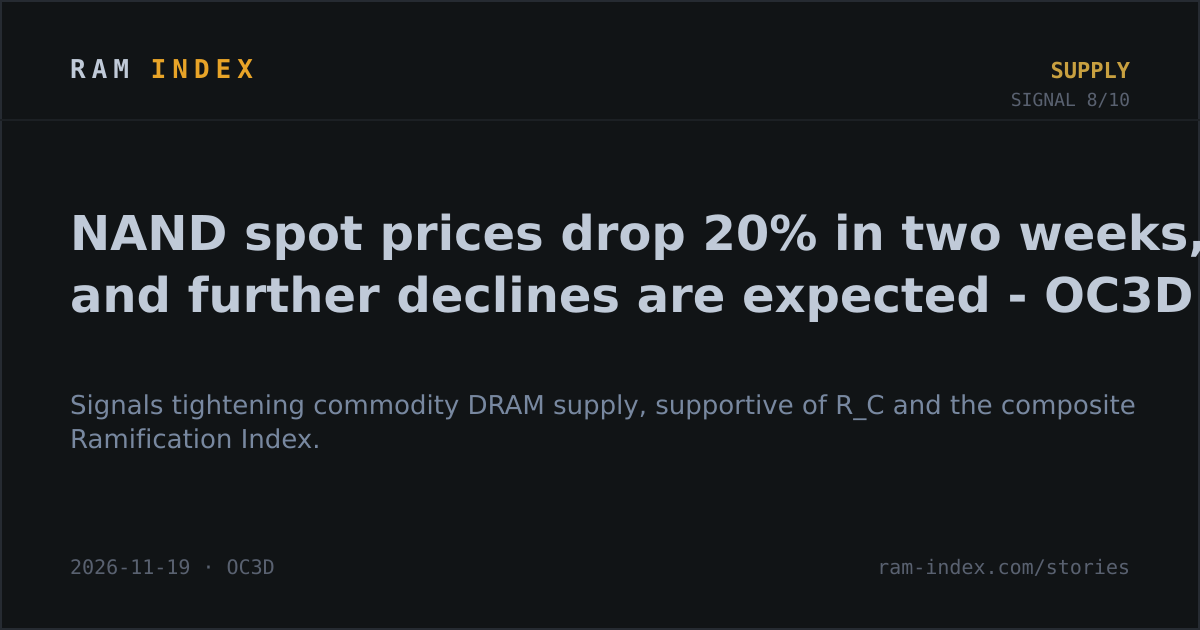 RAM INDEX
SUPPLY
SIGNAL 8/10
NAND spot prices drop 20% in two weeks,
and further declines are expected - OC3D
Signals tightening commodity DRAM supply, supportive of R_C and the composite
Ramification Index.
2026-11-19 · OC3D
ram-index.com/stories